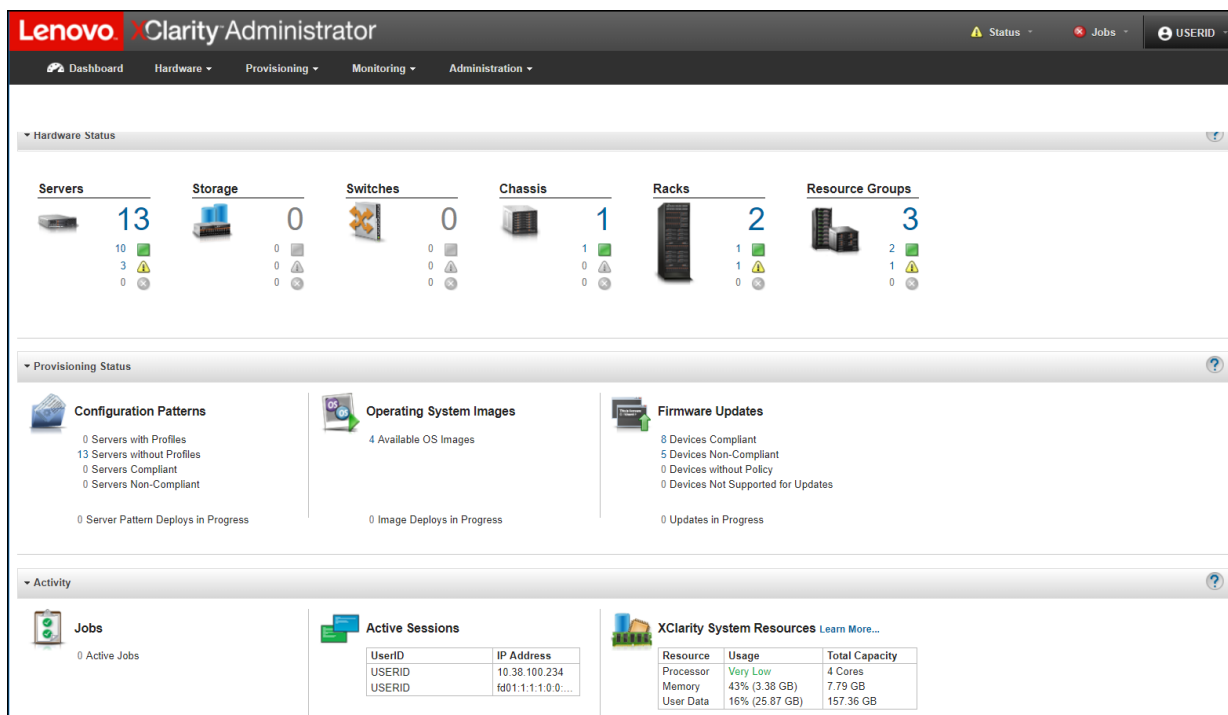 Lenovo. XClarity Administrator
Status
Jobs
USERID
Dashboard Hardware Provisioning Monitoring Administration
Hardware Status
?
Servers Storage Switches Chassis Racks Resource Groups
13 0 0 1 2 3
10 0 0 1 1 2
3 0 0 0 1 1
0 0 0 0 0 0
Provisioning Status
?
Configuration Patterns
0 Servers with Profiles
13 Servers without Profiles
0 Servers Compliant
0 Servers Non-Compliant
0 Server Pattern Deploys in Progress
OS
OS
Operating System Images
4 Available OS Images
0 Image Deploys in Progress
Firmware Updates
8 Devices Compliant
5 Devices Non-Compliant
0 Devices without Policy
0 Devices Not Supported for Updates
0 Updates in Progress
Activity
?
Jobs
0 Active Jobs
Active Sessions
UserID IP Address
USERID 10.38.100.234
USERID fd01:1:1:1:0:0:...
XClarity System Resources Learn More...
Resource Usage Total Capacity
Processor Very Low 4 Cores
Memory 43% (3.38 GB) 7.79 GB
User Data 16% (25.87 GB) 157.36 GB